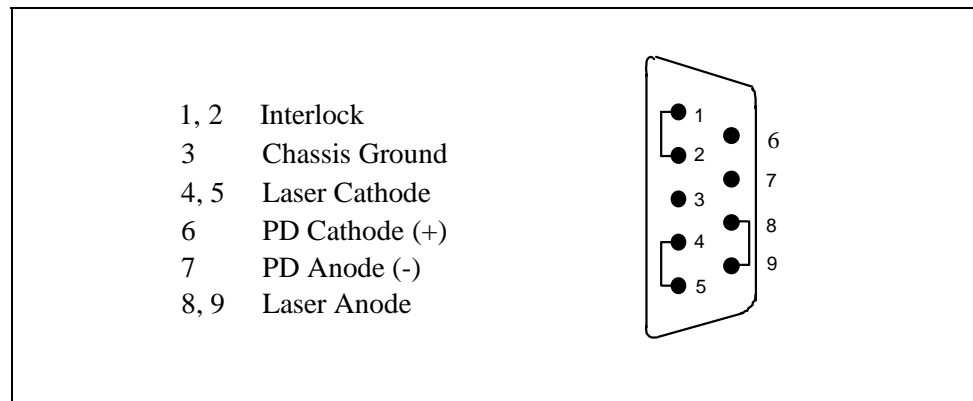 1, 2 Interlock
3 Chassis Ground
4, 5 Laser Cathode
6 PD Cathode (+)
7 PD Anode (-)
8, 9 Laser Anode
1
6
2
7
3
8
4
9
5